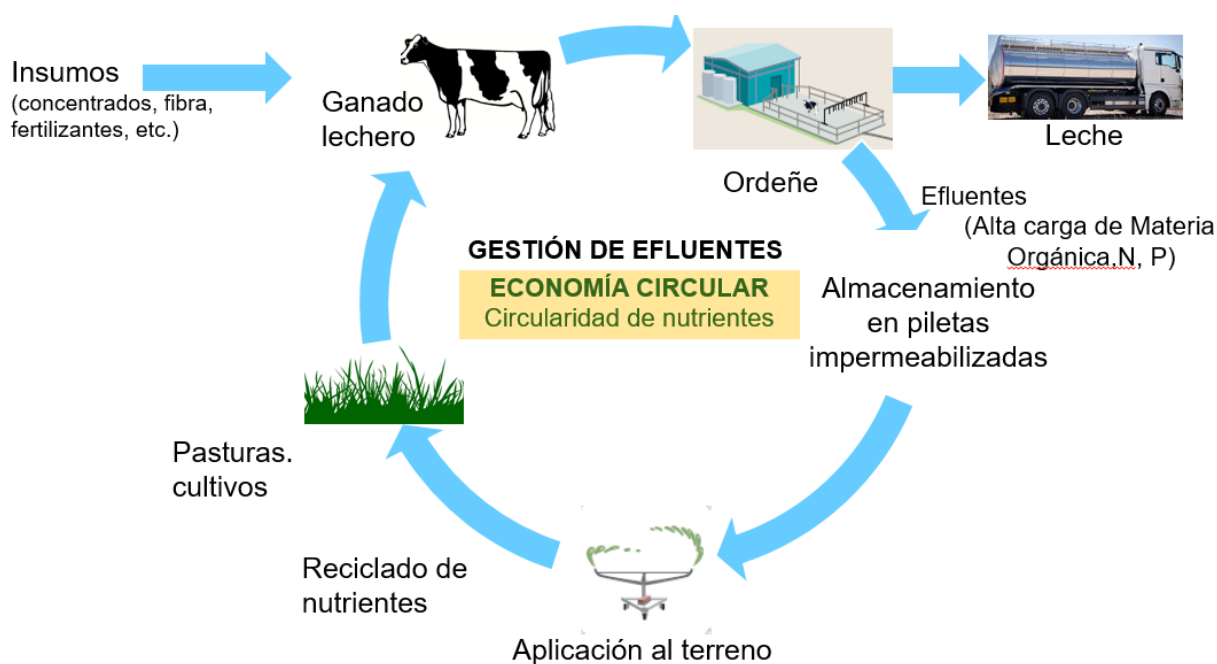 Insumos
(concentrados, fibra,
fertilizantes, etc.)
Ganado
lechero
Ordeñe
Leche
Efluentes
(Alta carga de Materia
Orgánica,N, P)
GESTIÓN DE EFLUENTES
ECONOMÍA CIRCULAR
Circularidad de nutrientes
Almacenamiento
en piletas
impermeabilizadas
Pasturas.
cultivos
Reciclado de
nutrientes
Aplicación al terreno